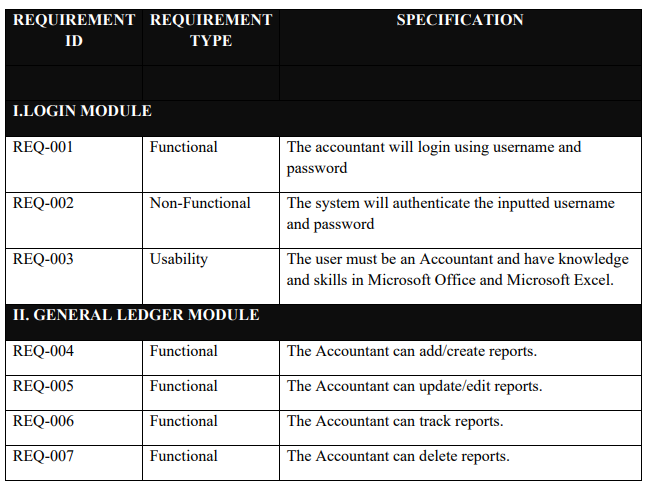 REQUIREMENT ID
REQUIREMENT TYPE
SPECIFICATION
I.LOGIN MODULE
REQ-001
Functional
The accountant will login using username and
password
REQ-002
Non-Functional
The system will authenticate the inputted username
and password
REQ-003
Usability
The user must be an Accountant and have knowledge
and skills in Microsoft Office and Microsoft Excel.
II. GENERAL LEDGER MODULE
REQ-004
Functional
The Accountant can add/create reports.
REQ-005
Functional
The Accountant can update/edit reports.
REQ-006
Functional
The Accountant can track reports.
REQ-007
Functional
The Accountant can delete reports.